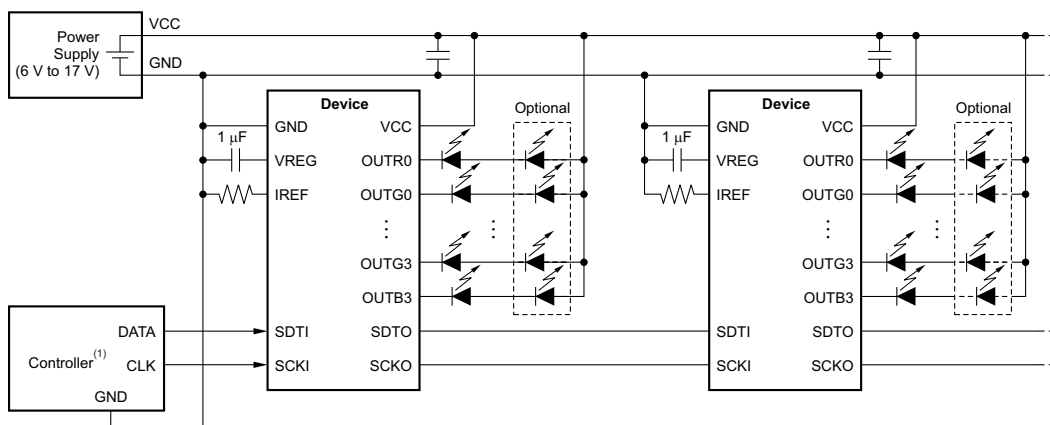 Power
Supply
(6 V to 17 V)
VCC
GND
Device
GND
1 μF
VREG
IREF
VCC
OUTR0
OUTG0
⋮
OUTG3
OUTB3
SDTI
SDTO
SCKI
SCKO
Optional
⋮
Device
GND
1 μF
VREG
IREF
VCC
OUTR0
OUTG0
⋮
OUTG3
OUTB3
SDTI
SDTO
SCKI
SCKO
Optional
⋮
DATA
Controller(1)
CLK
GND